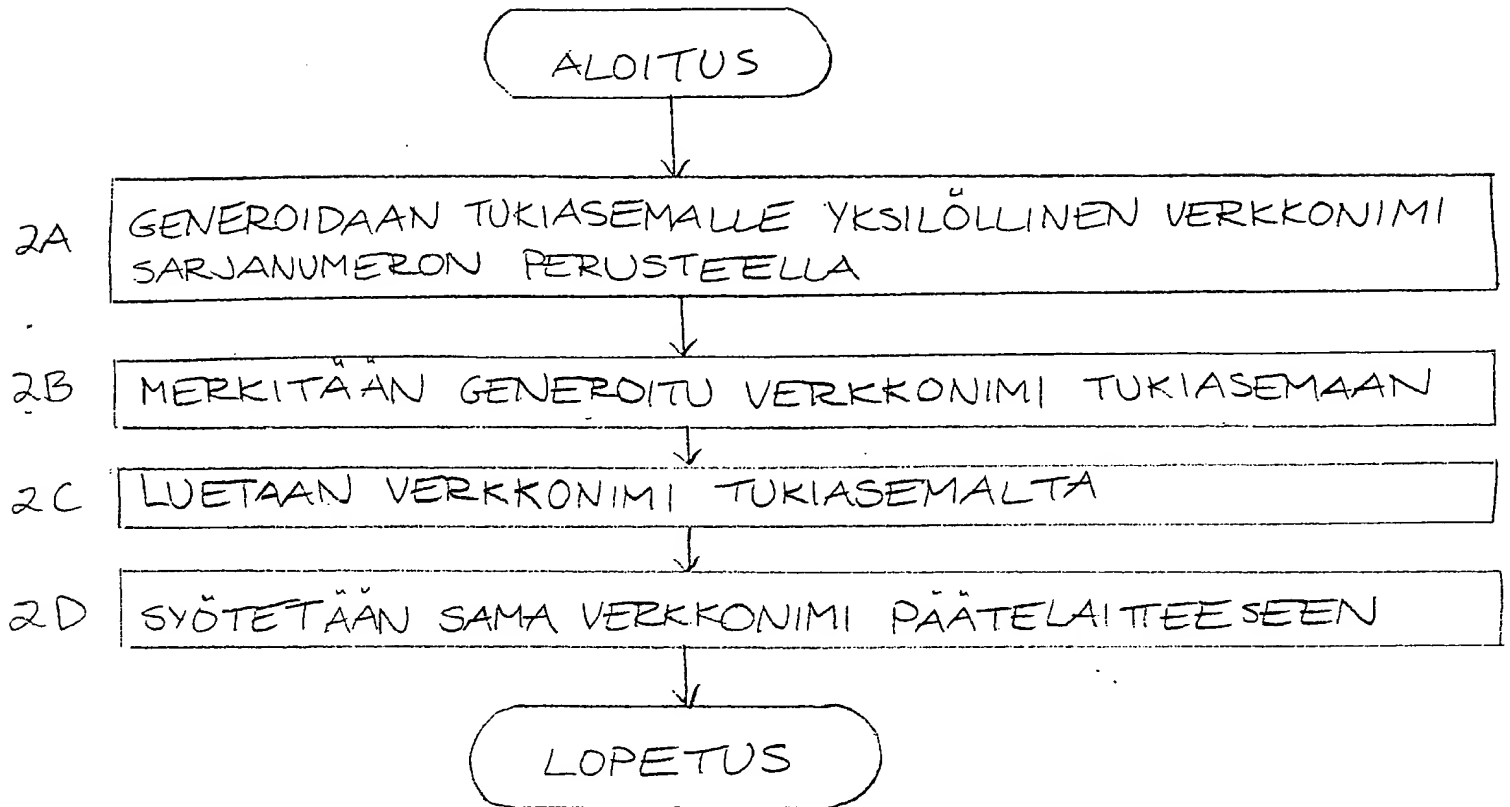 ALOITUS
2A
GENEROIDAAN TUKIASEMALLE YKSILÖLLINEN VERKKONIMI
SARJANUMERON PERUSTEELLA
2B
MERKITÄÄN GENEROITU VERKKONIMI TUKIASEMAAN
2C
LUETAAN VERKKONIMI TUKIASEMALTA
2D
SYÖTETÄÄN SAMA VERKKONIMI PÄÄTELAITTEESEEN
LOPETUS